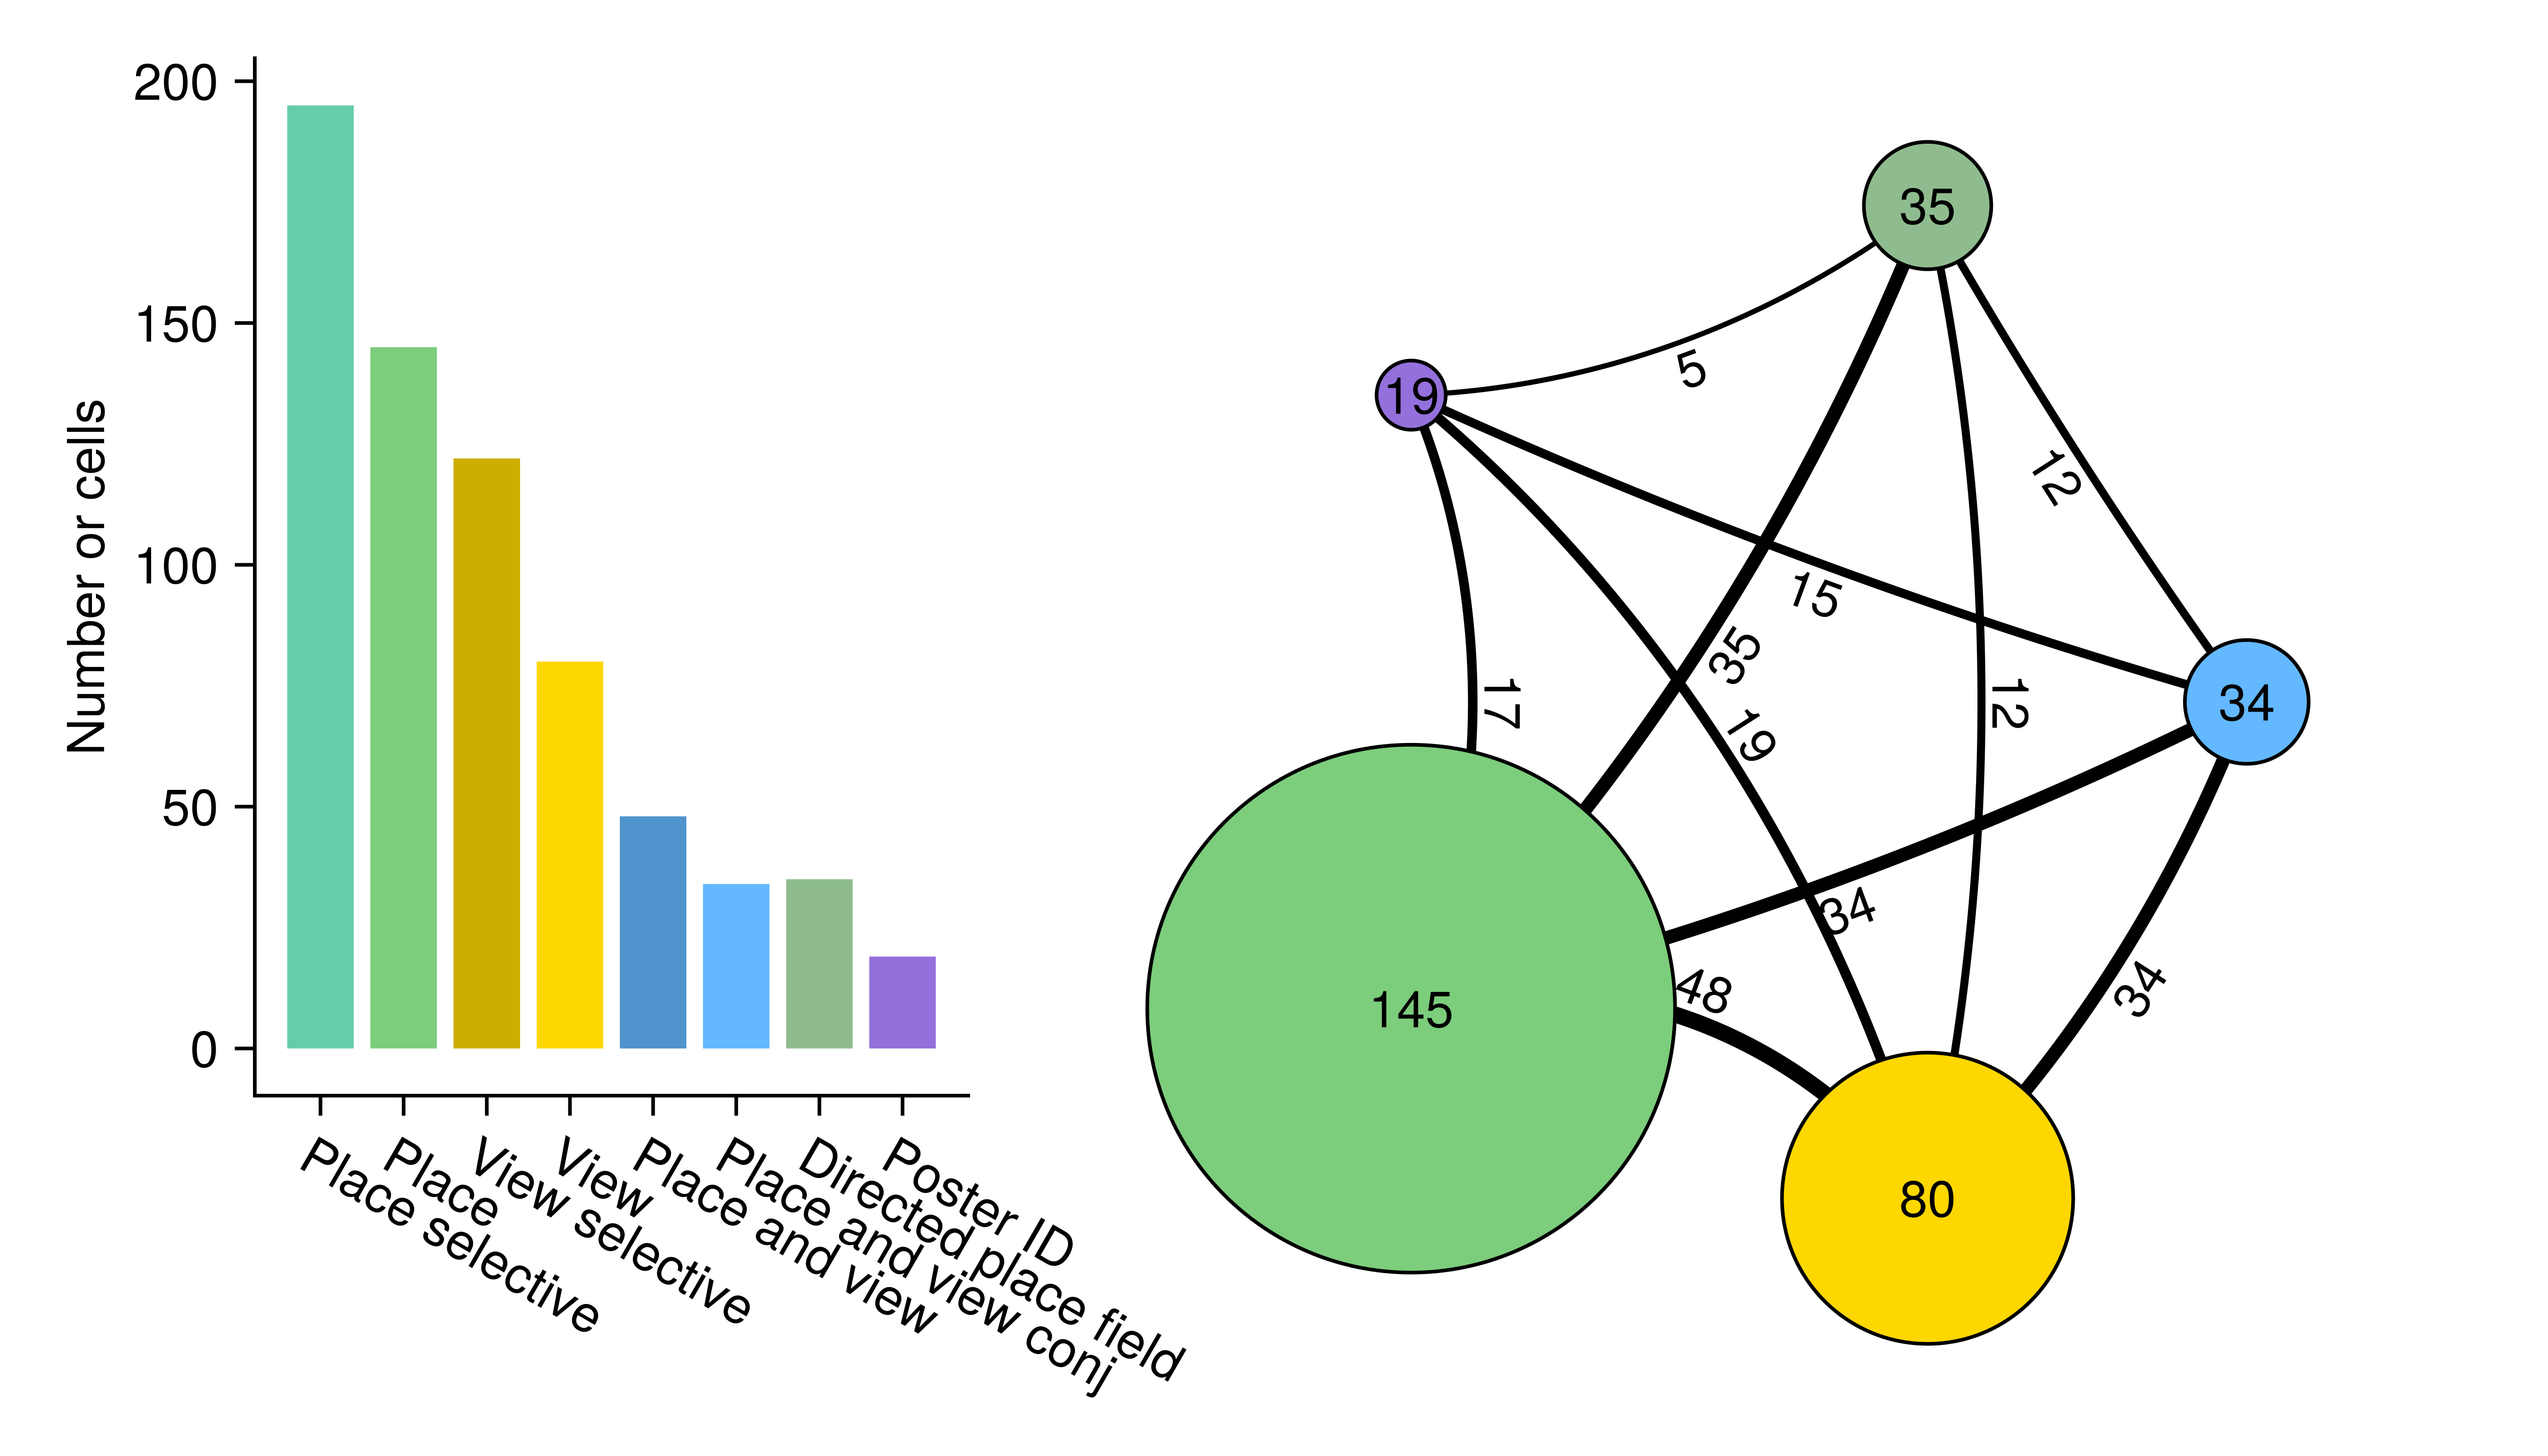 200
150
100
50
0
Number or cells
Place selective
Place
View selective
View
Place and view
Place and view conj
Directed place field
Poster ID
35
5
19
12
15
35
17
19
12
34
34
48
34
145
80